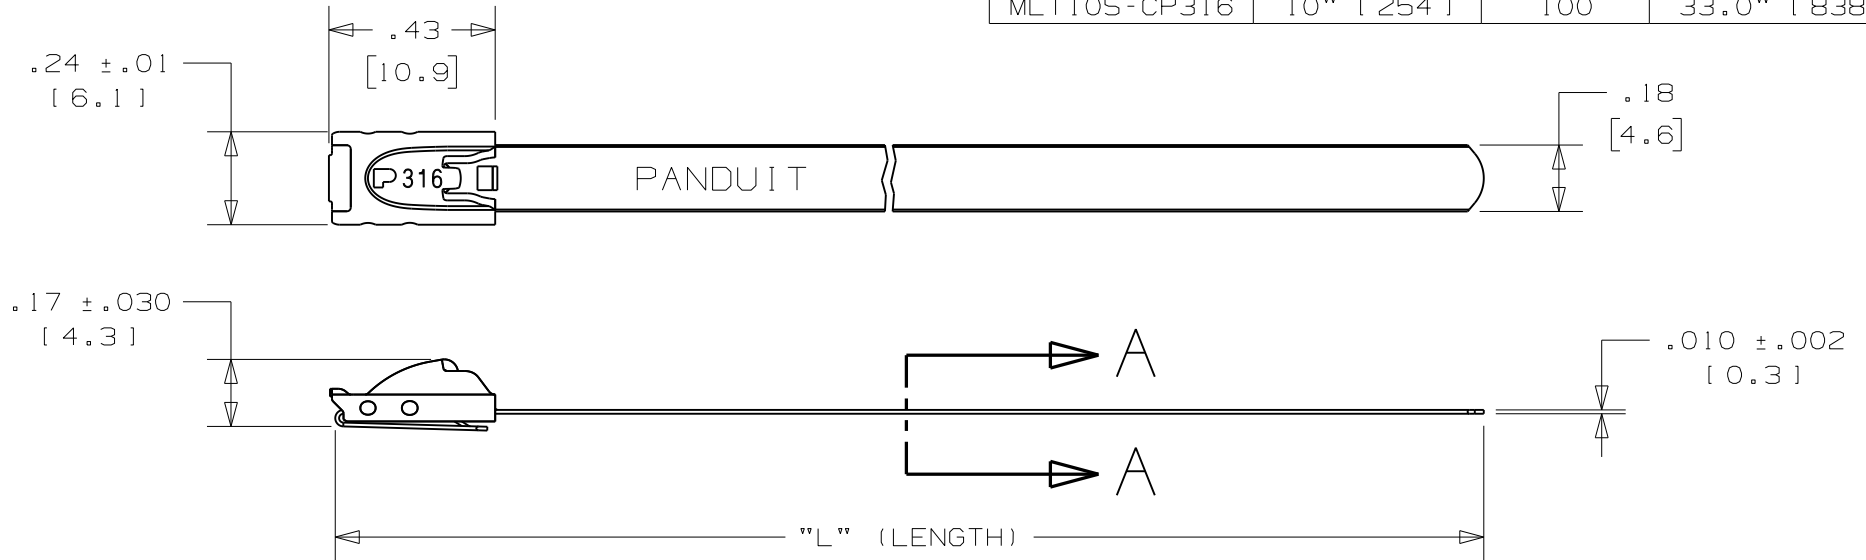 MLT10S-CP316 10" [254] 100 33.0" [838
.43
[10.9]
.24 ±.01
[6.1]
.18
[4.6]
316
PANDUIT
.17 ±.030
[4.3]
A
.010 ±.002
[0.3]
A
"L" (LENGTH)